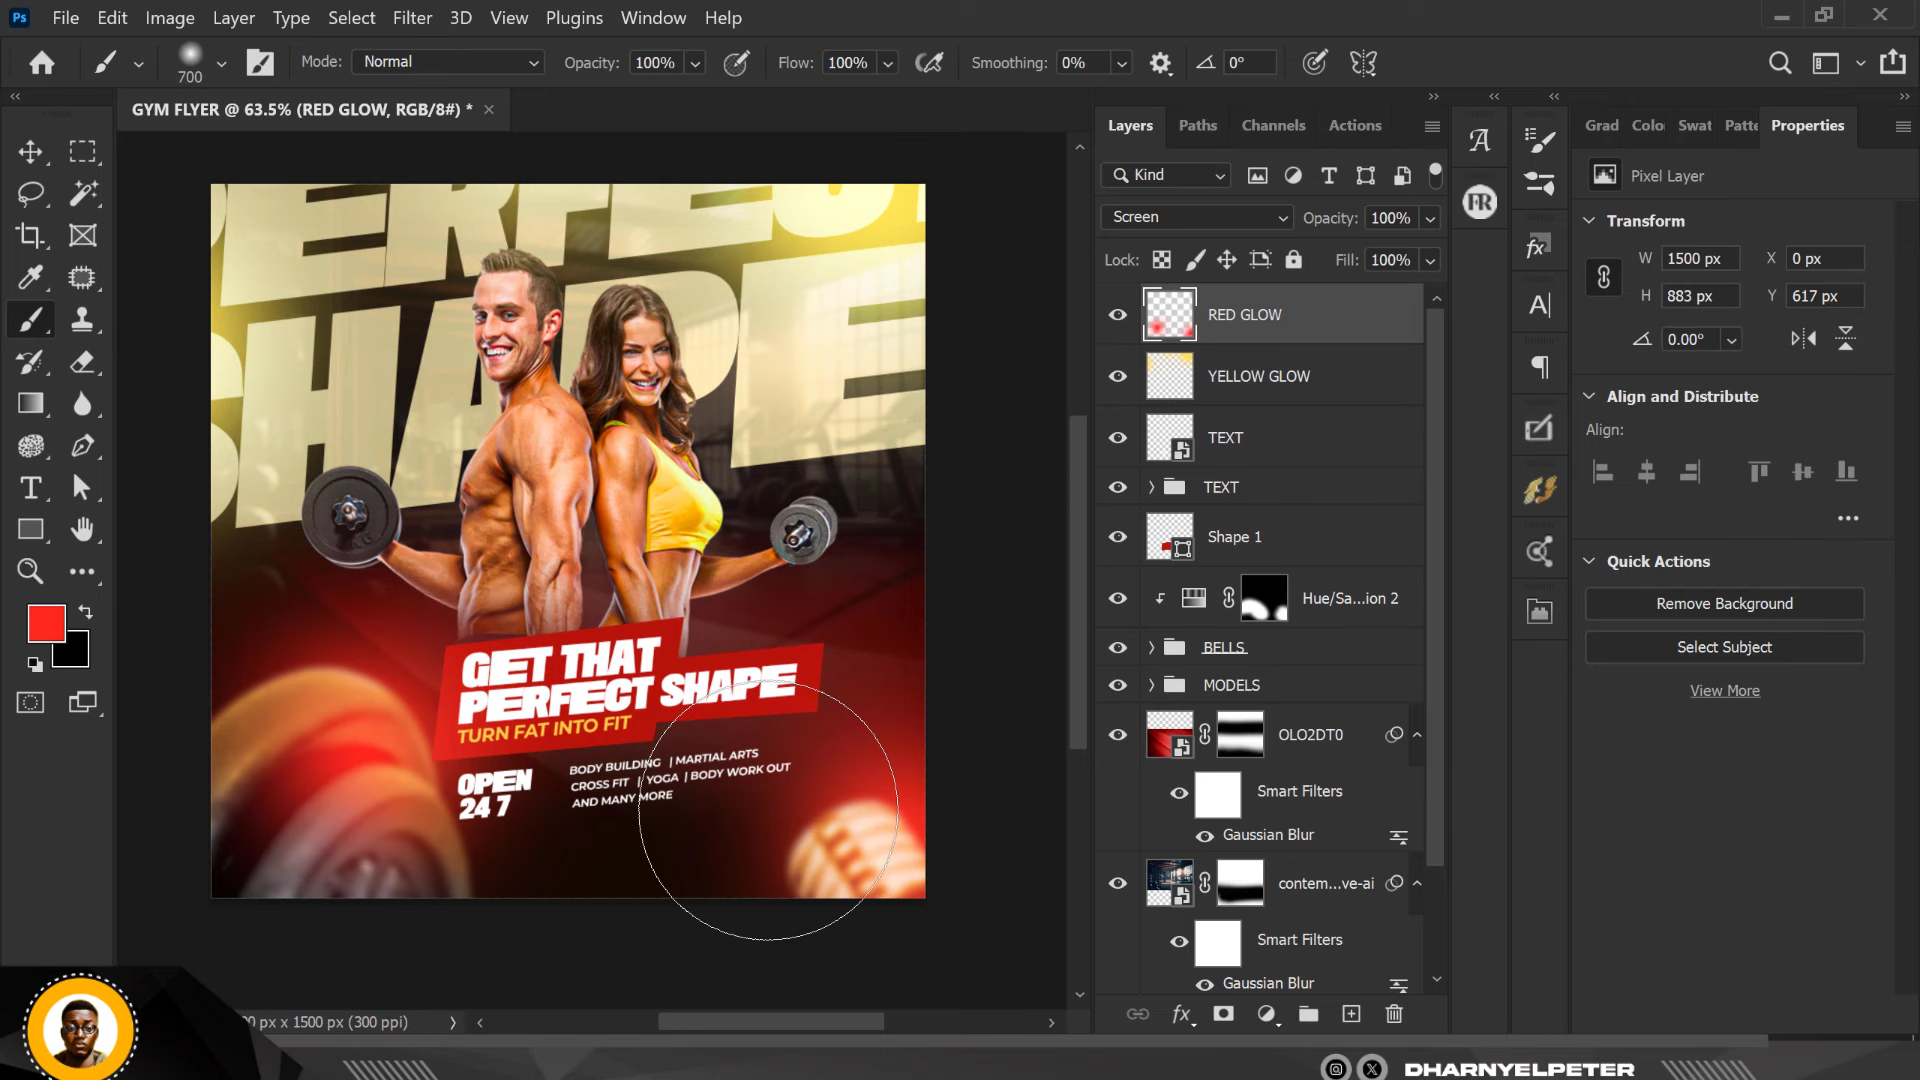 Ps File Edit Image Layer Type Select Filter 3D View Plugins Window Help
700 Mode: Normal Opacity: 100% Flow: 100% Smoothing: 0% 0°
GYM FLYER @ 63.5% (RED GLOW, RGB/8#) *
PERFECT
SHAPE
GET THAT
PERFECT SHAPE
TURN FAT INTO FIT
OPEN
24 7
BODY BUILDING | MARTIAL ARTS
CROSS FIT | YOGA | BODY WORK OUT
AND MANY MORE
0 px x 1500 px (300 ppi)
Layers Paths Channels Actions
Kind
Screen Opacity: 100%
Lock: Fill: 100%
RED GLOW
YELLOW GLOW
TEXT
TEXT
Shape 1
Hue/Sa...ion 2
BELLS
MODELS
OLO2DT0
Smart Filters
Gaussian Blur
contem...ve-ai
Smart Filters
Gaussian Blur
FR
Grad Colo Swat Patte Properties
Pixel Layer
Transform
W 1500 px X 0 px
H 883 px Y 617 px
0.00°
Align and Distribute
Align:
Quick Actions
Remove Background
Select Subject
View More
DHARNYELPETER